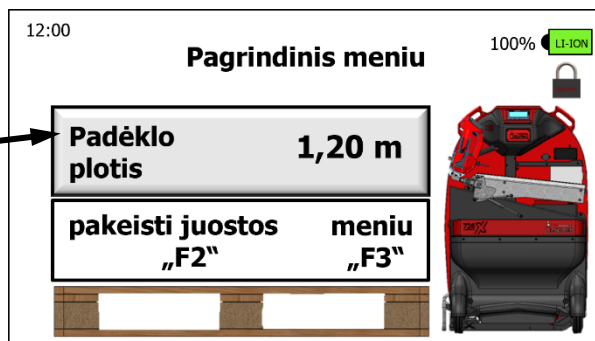 12:00
Pagrindinis meniu
100%
LI-ION
Padėklo
plotis
1,20 m
pakeisti juostos
„F2“
meniu
„F3“